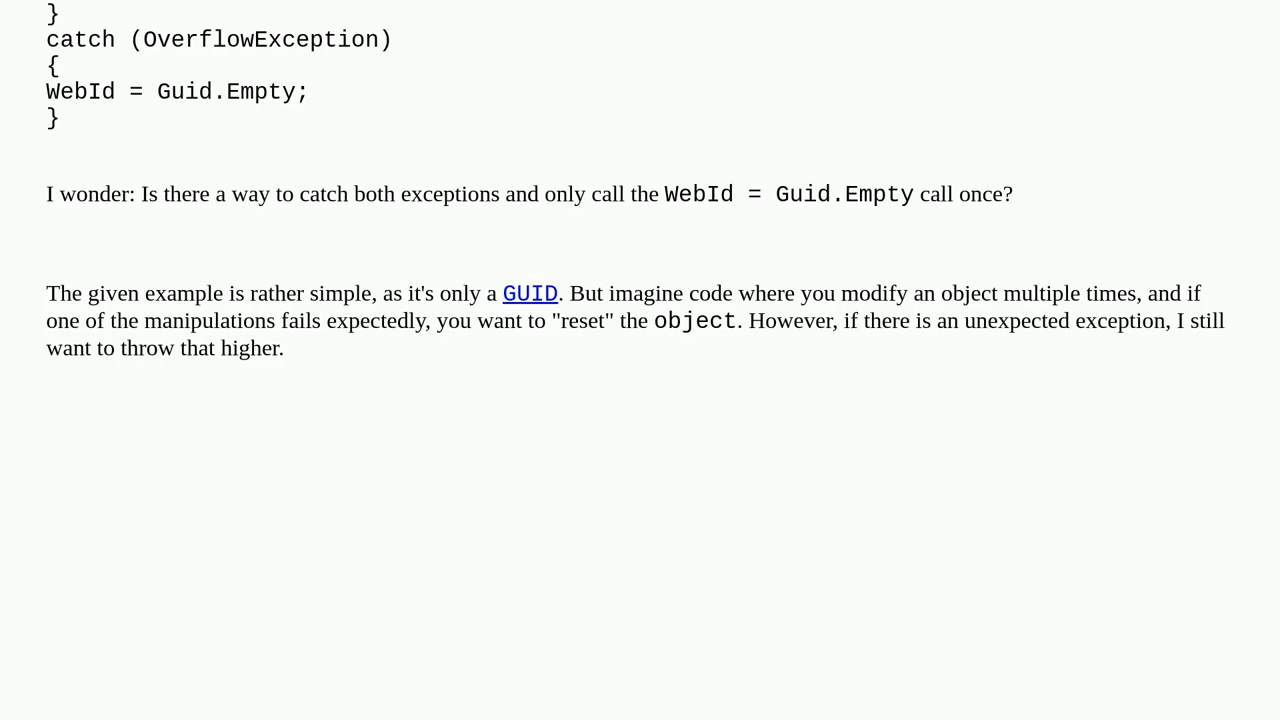 }
catch (OverflowException)
{
WebId = Guid.Empty;
}
I wonder: Is there a way to catch both exceptions and only call the WebId = Guid.Empty call once?
The given example is rather simple, as it's only a GUID. But imagine code where you modify an object multiple times, and if
one of the manipulations fails expectedly, you want to "reset" the object. However, if there is an unexpected exception, I still
want to throw that higher.